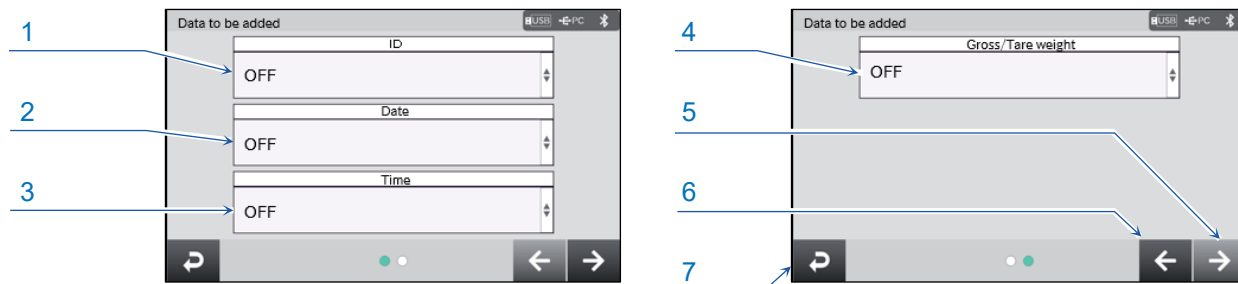 1
2
3
Data to be added
USB PC
ID
OFF
Date
OFF
Time
OFF
4
5
6
7
Data to be added
USB PC
Gross/Tare weight
OFF